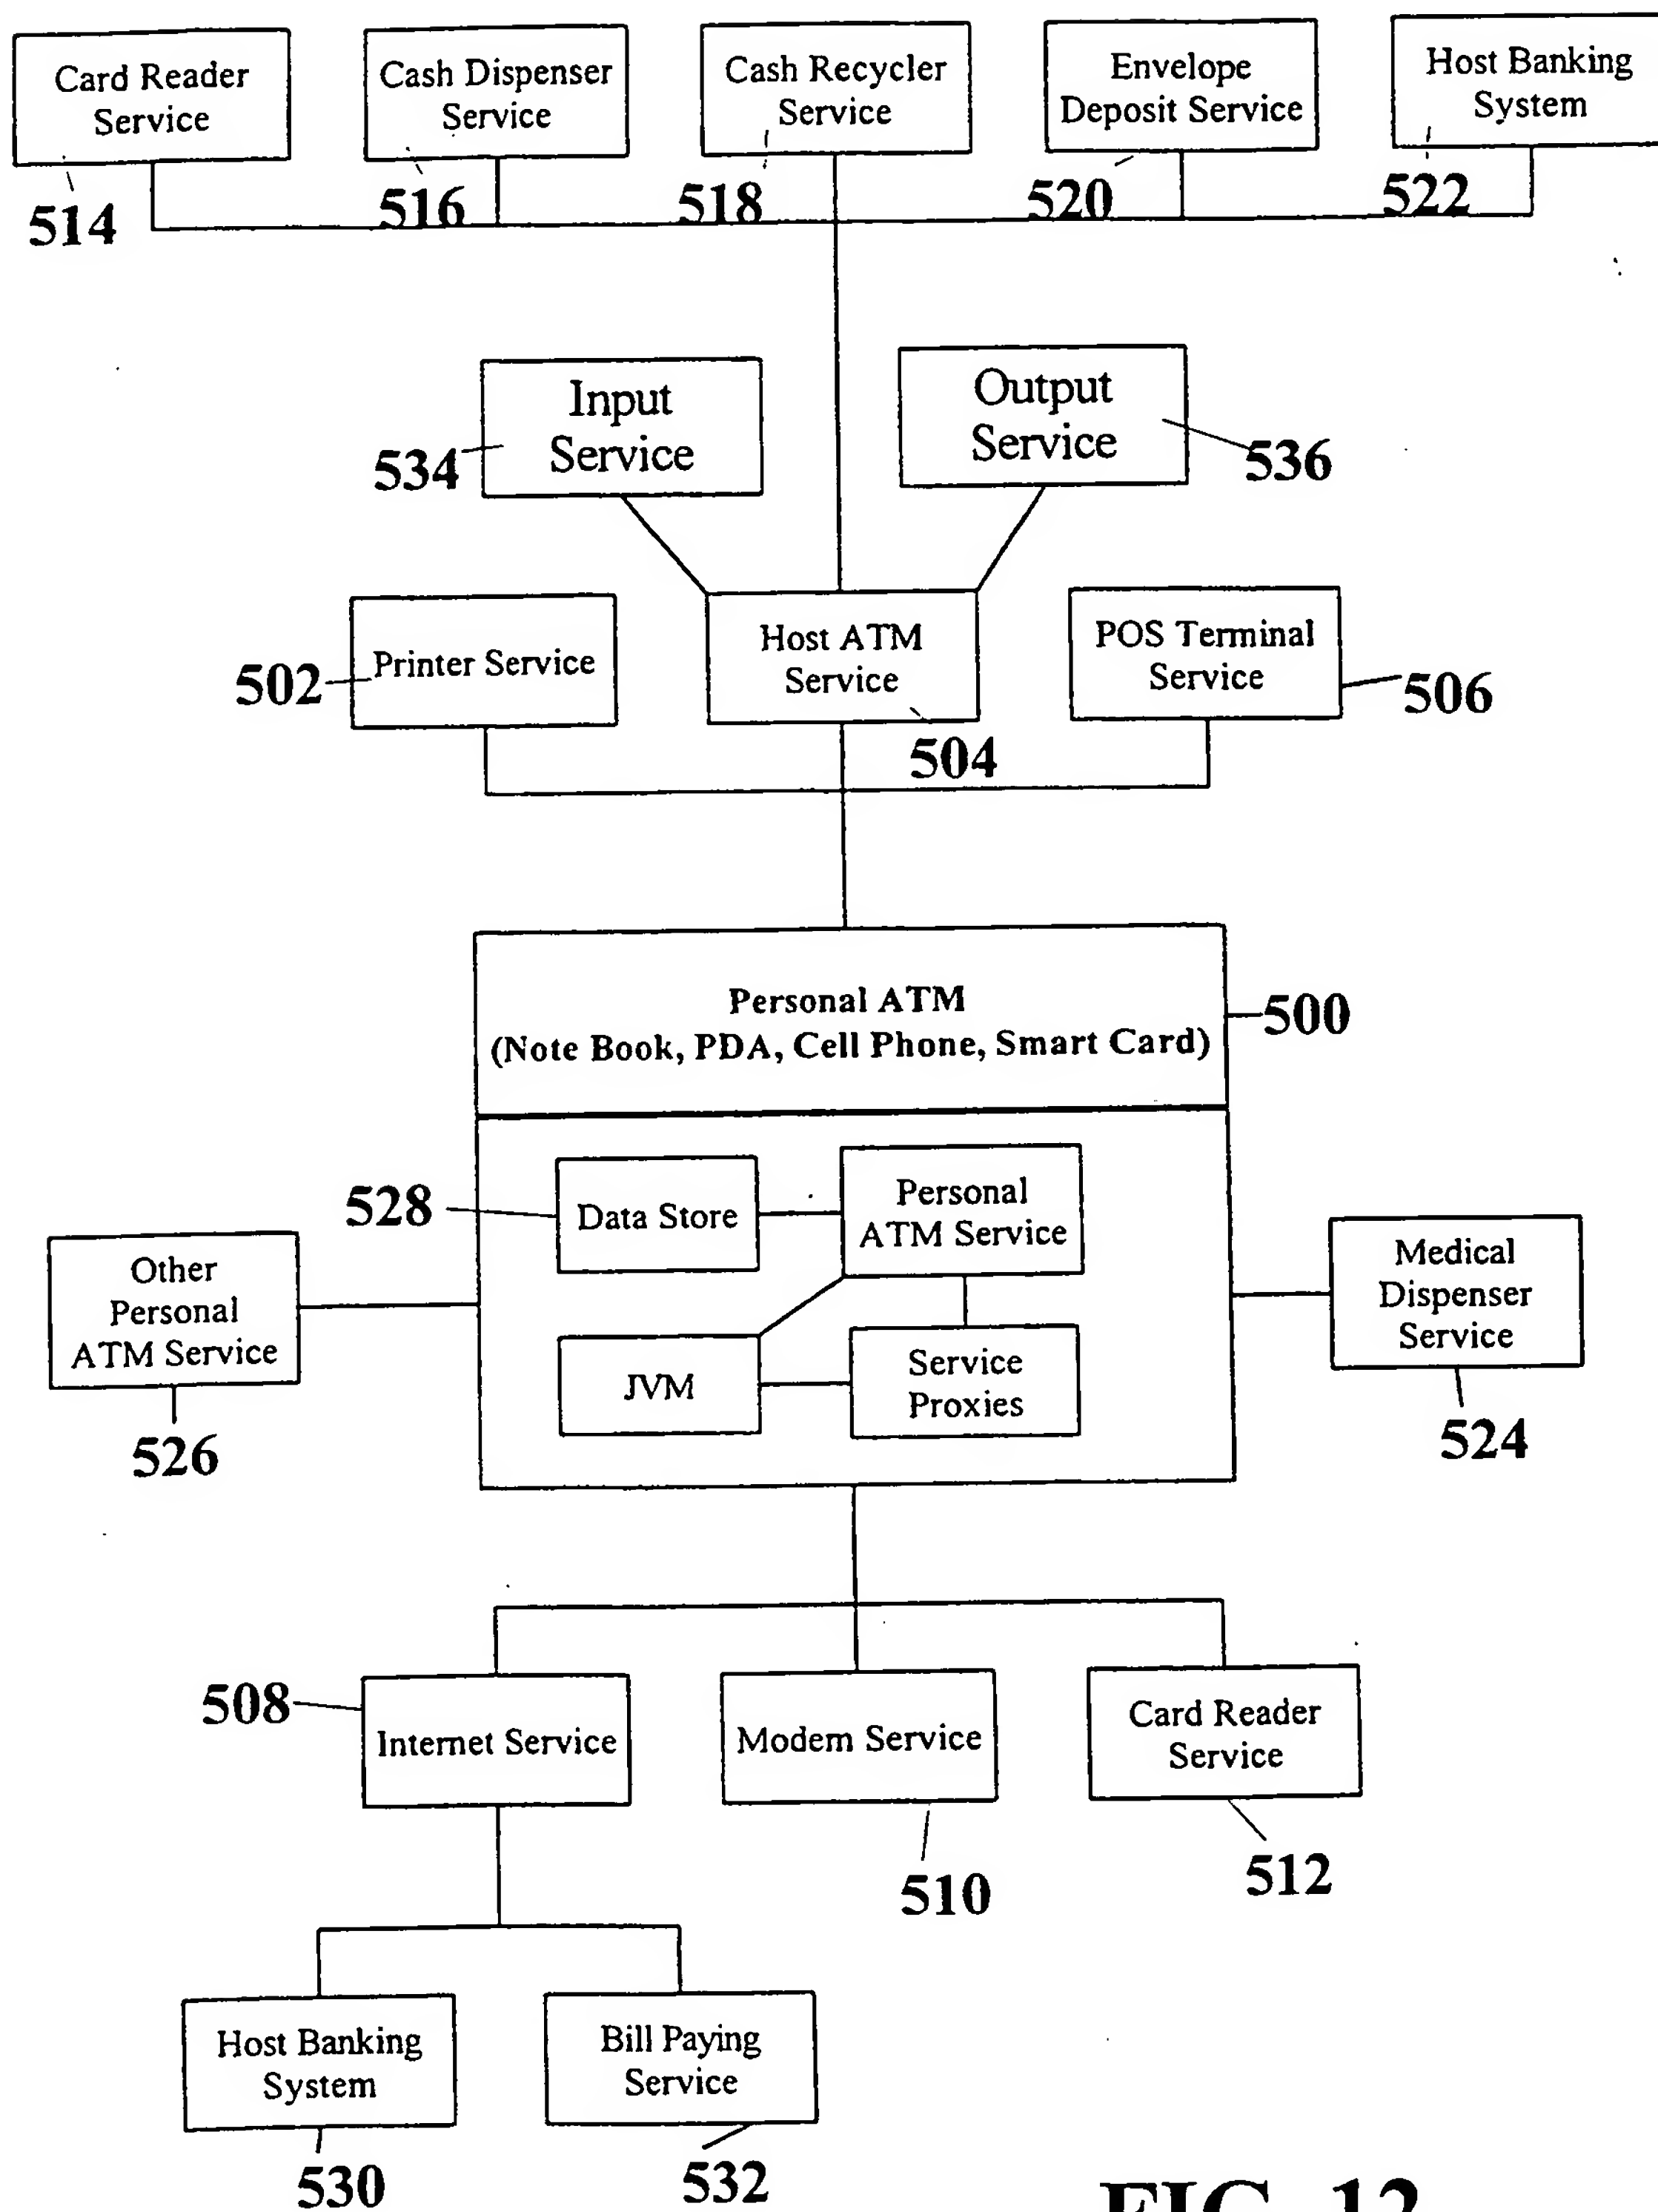 Card Reader
Service
Cash Dispenser
Service
Cash Recycler
Service
Envelope
Deposit Service
Host Banking
System
514
516
518
520
522
Input
Service
534
Output
Service
536
Printer Service
502
Host ATM
Service
504
POS Terminal
Service
506
Personal ATM
(Note Book, PDA, Cell Phone, Smart Card)
500
528
Data Store
Personal
ATM Service
JVM
Service
Proxies
Other
Personal
ATM Service
526
Medical
Dispenser
Service
524
508
Internet Service
Modem Service
510
Card Reader
Service
512
Host Banking
System
530
Bill Paying
Service
532
FIG. 12